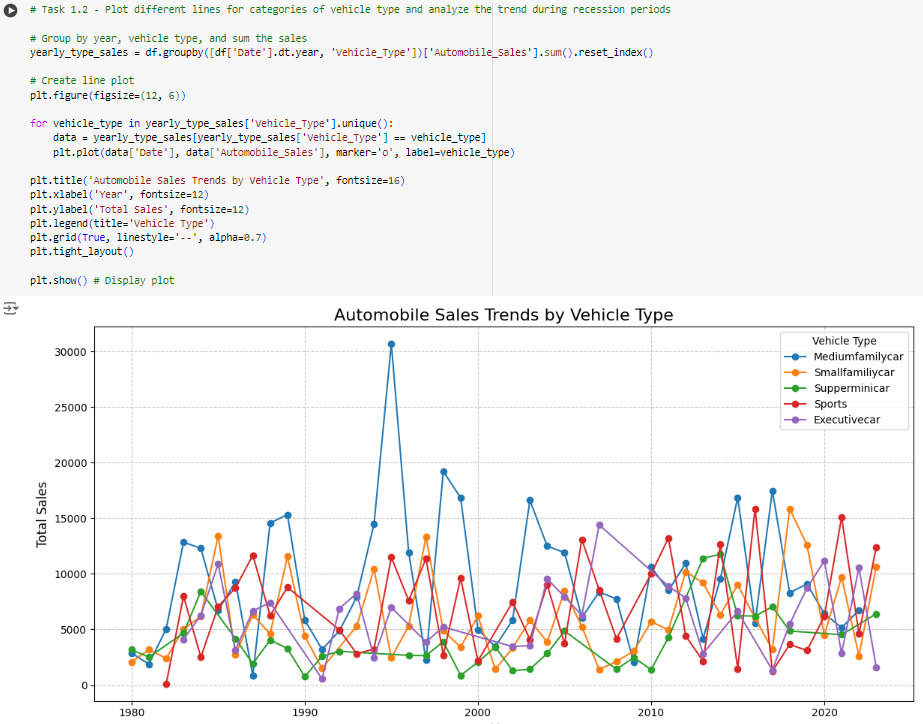 # Task 1.2 - Plot different lines for categories of vehicle type and analyze the trend during recession periods
# Group by year, vehicle type, and sum the sales
yearly_type_sales = df.groupby([df['Date'].dt.year, 'Vehicle_Type'])['Automobile_Sales'].sum().reset_index()
# Create line plot
plt.figure(figsize=(12, 6))
for vehicle_type in yearly_type_sales['Vehicle_Type'].unique():
    data = yearly_type_sales[yearly_type_sales['Vehicle_Type'] == vehicle_type]
    plt.plot(data['Date'], data['Automobile_Sales'], marker='o', label=vehicle_type)
plt.title('Automobile Sales Trends by Vehicle Type', fontsize=16)
plt.xlabel('Year', fontsize=12)
plt.ylabel('Total Sales', fontsize=12)
plt.legend(title='Vehicle Type')
plt.grid(True, linestyle='--', alpha=0.7)
plt.tight_layout()
plt.show() # Display plot
Automobile Sales Trends by Vehicle Type
Vehicle Type
Mediumfamilycar
Smallfamiliycar
Supperminicar
Sports
Executivecar
Total Sales
30000
25000
20000
15000
10000
5000
0
1980
1990
2000
2010
2020